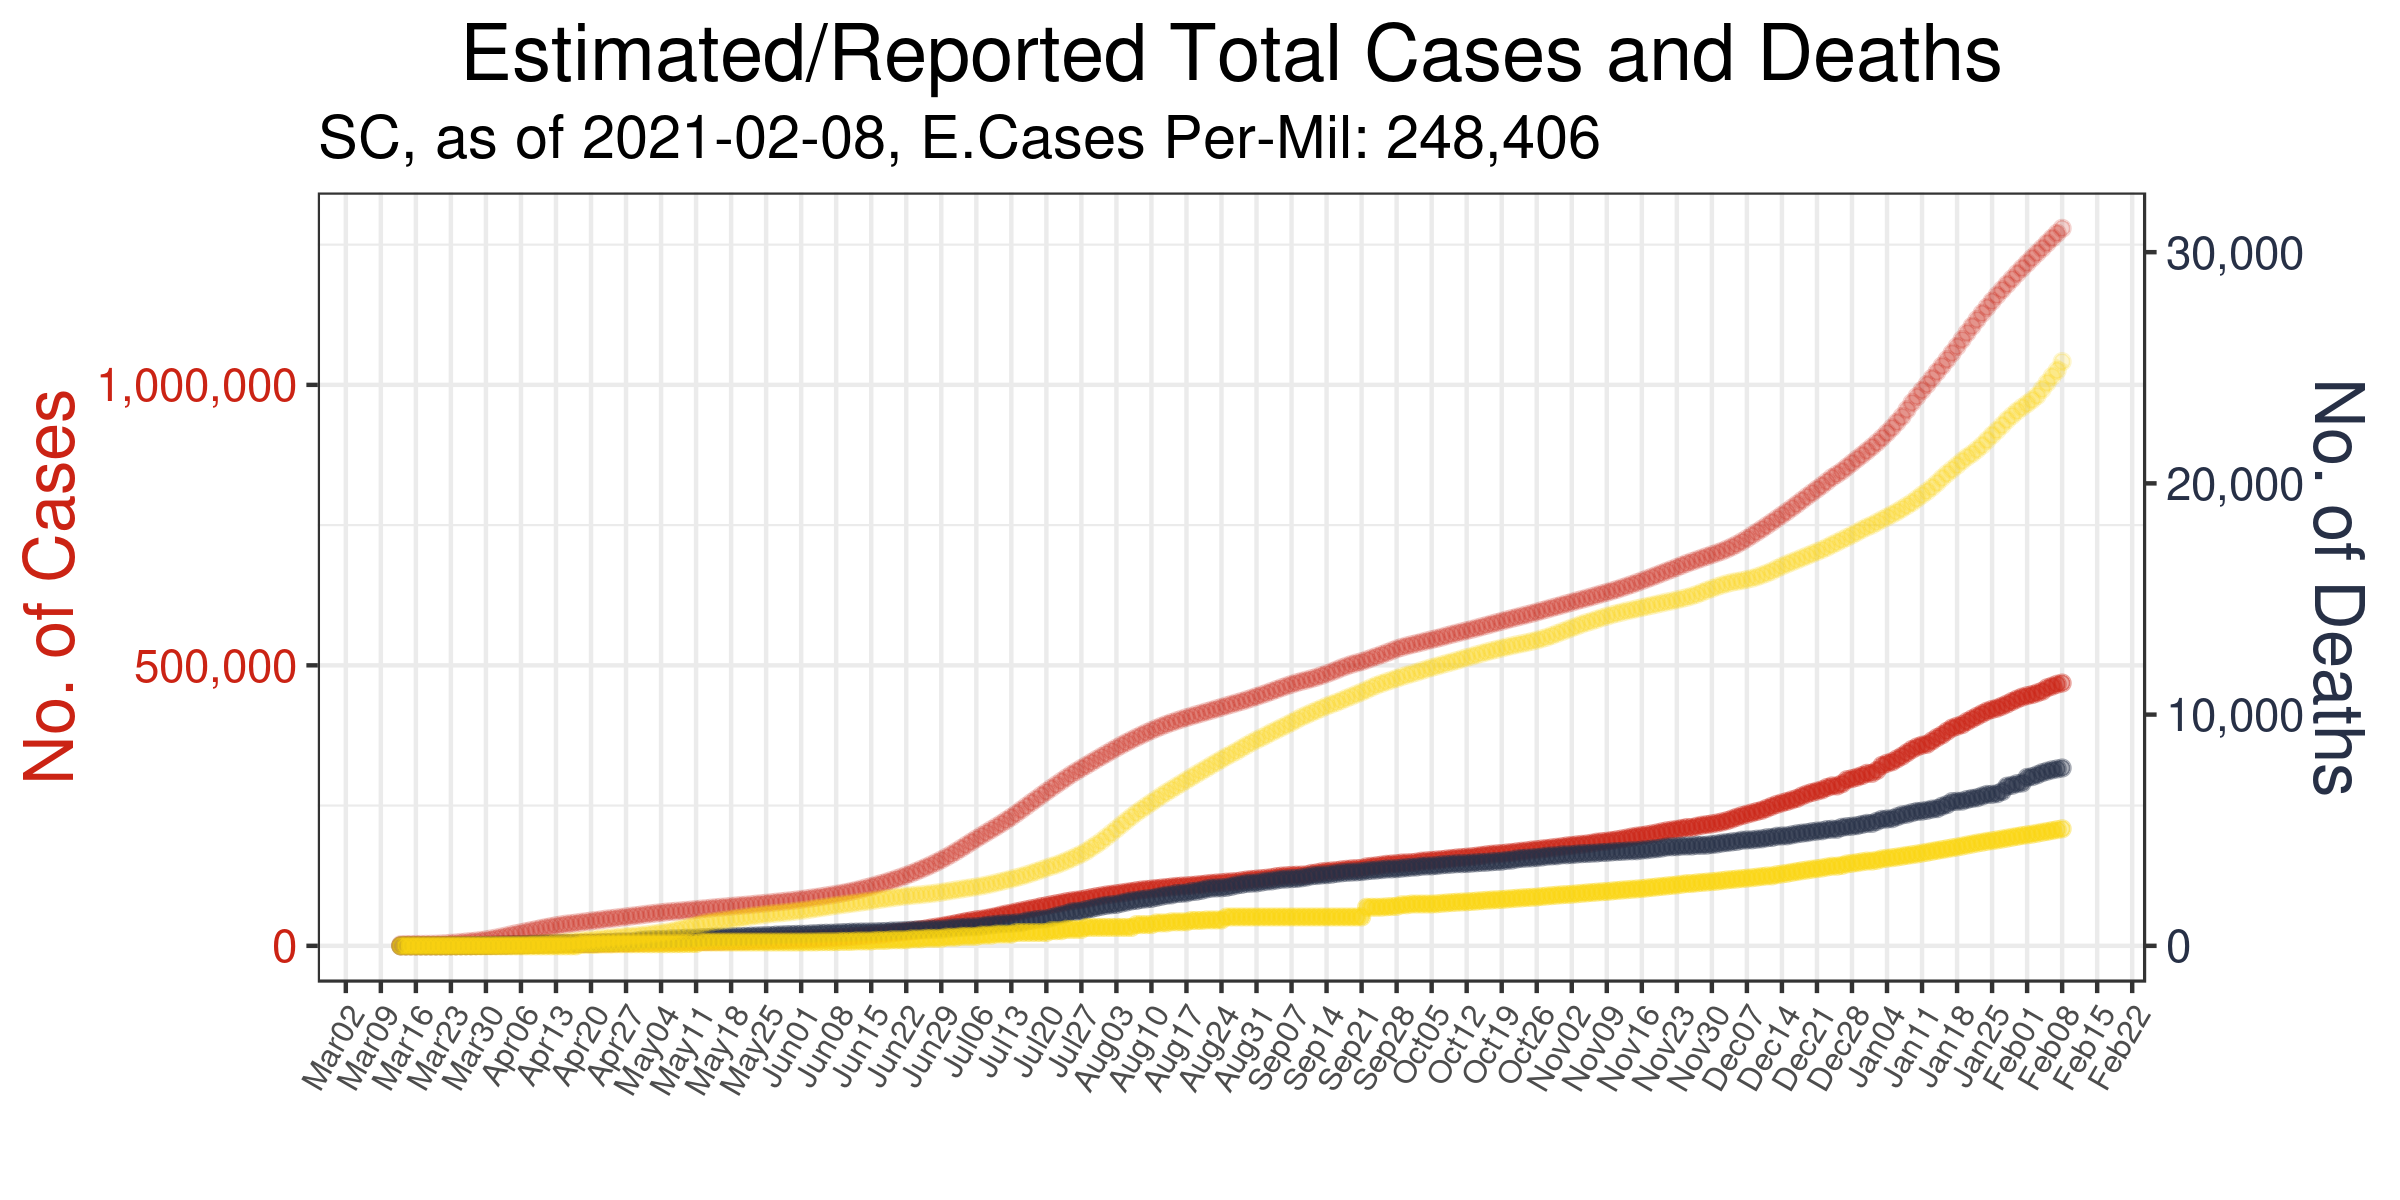 Estimated/Reported Total Cases and Deaths
SC, as of 2021-02-08, E.Cases Per-Mil: 248,406
No. of Cases
1,000,000
500,000
0
30,000
20,000
10,000
0
No. of Deaths
Mar02
Mar09
Mar16
Mar23
Mar30
Apr06
Apr13
Apr20
Apr27
May04
May11
May18
May25
Jun01
Jun08
Jun15
Jun22
Jun29
Jul06
Jul13
Jul20
Jul27
Aug03
Aug10
Aug17
Aug24
Aug31
Sep07
Sep14
Sep21
Sep28
Oct05
Oct12
Oct19
Oct26
Nov02
Nov09
Nov16
Nov23
Nov30
Dec07
Dec14
Dec21
Dec28
Jan04
Jan11
Jan18
Jan25
Feb01
Feb08
Feb15
Feb22